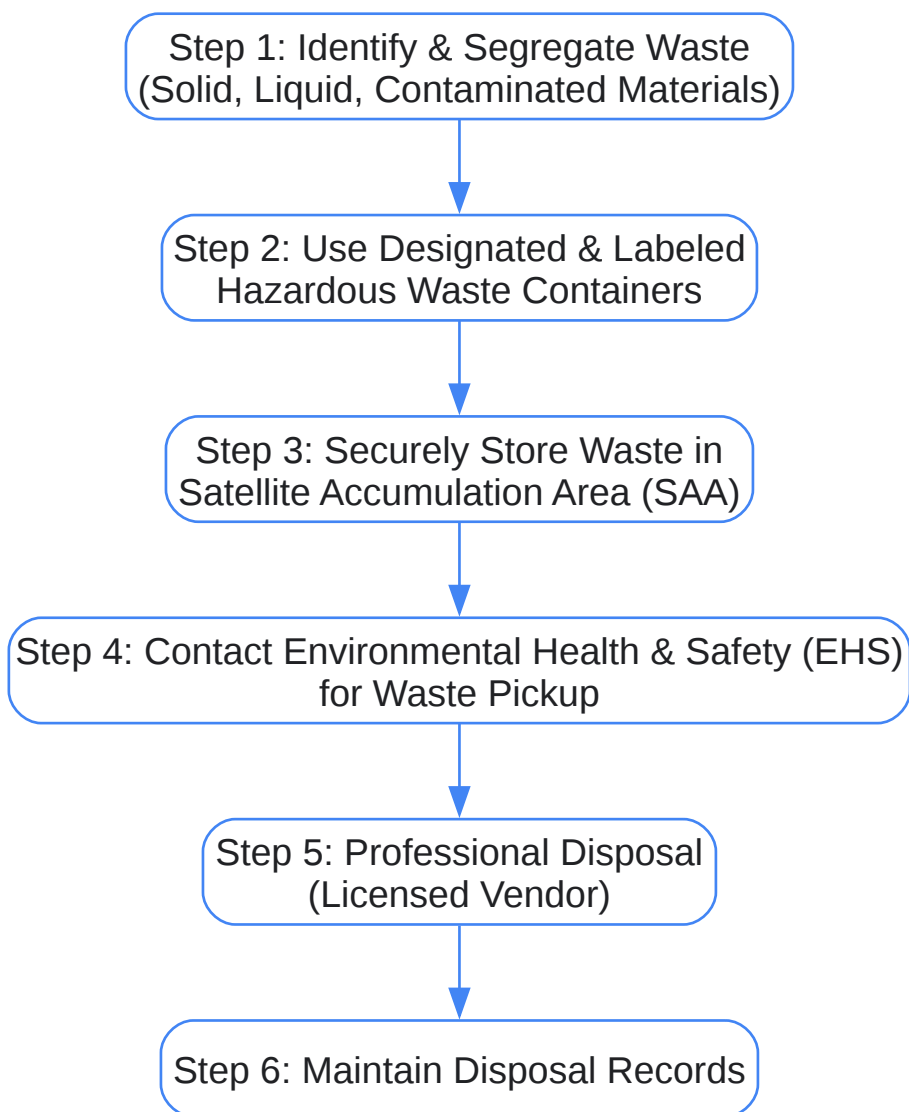 Step 1: Identify & Segregate Waste
(Solid, Liquid, Contaminated Materials)
Step 2: Use Designated & Labeled
Hazardous Waste Containers
Step 3: Securely Store Waste in
Satellite Accumulation Area (SAA)
Step 4: Contact Environmental Health & Safety (EHS)
for Waste Pickup
Step 5: Professional Disposal
(Licensed Vendor)
Step 6: Maintain Disposal Records